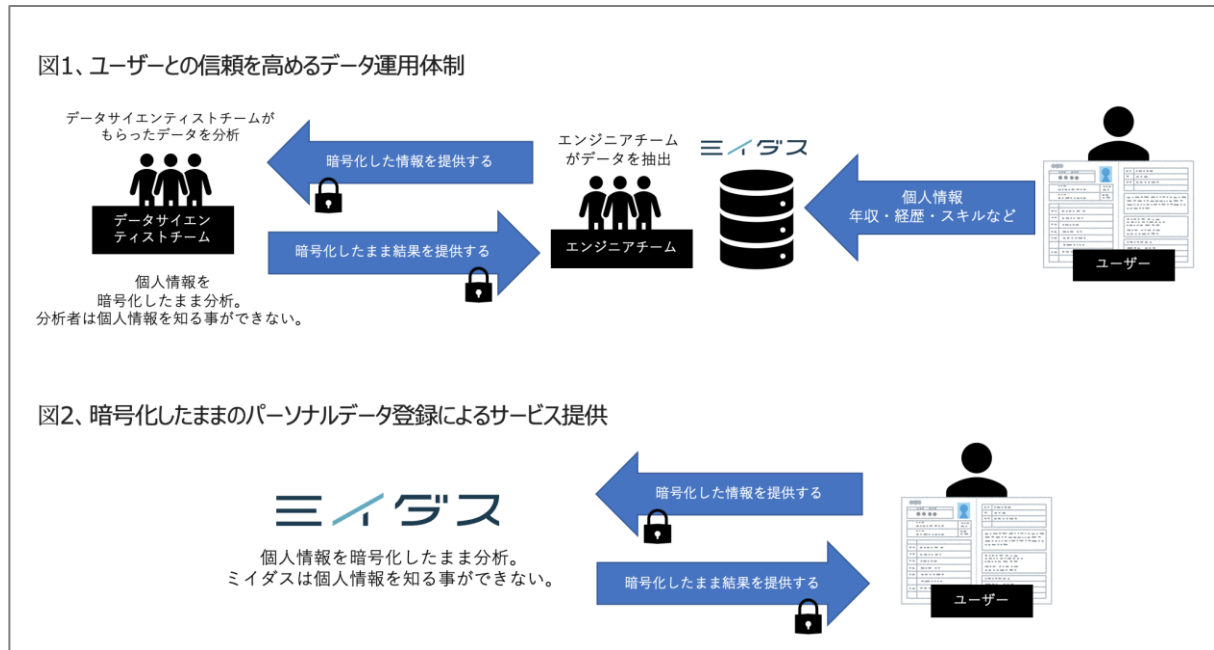 図1、ユーザーとの信頼を高めるデータ運用体制
データサイエンティストチームが
もらったデータを分析
データサイエン
ティストチーム
個人情報を
暗号化したまま分析。
分析者は個人情報を知る事ができない。
暗号化した情報を提供する
暗号化したまま結果を提供する
エンジニアチーム
がデータを抽出
エンジニアチーム
ミイダス
個人情報
年収・経歴・スキルなど
ユーザー
図2、暗号化したままのパーソナルデータ登録によるサービス提供
ミイダス
個人情報を暗号化したまま分析。
ミイダスは個人情報を知る事ができない。
暗号化した情報を提供する
暗号化したまま結果を提供する
ユーザー